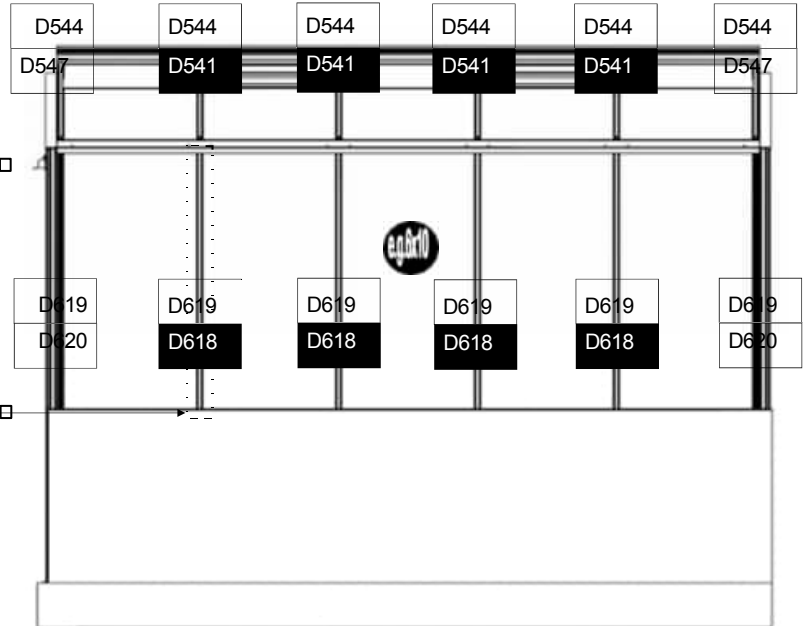 D544 D544 D544 D544 D544 D544
D547 D541 D541 D541 D541 D547
e.g.6x10
D619 D619 D619 D619 D619 D619
D620 D618 D618 D618 D618 D620